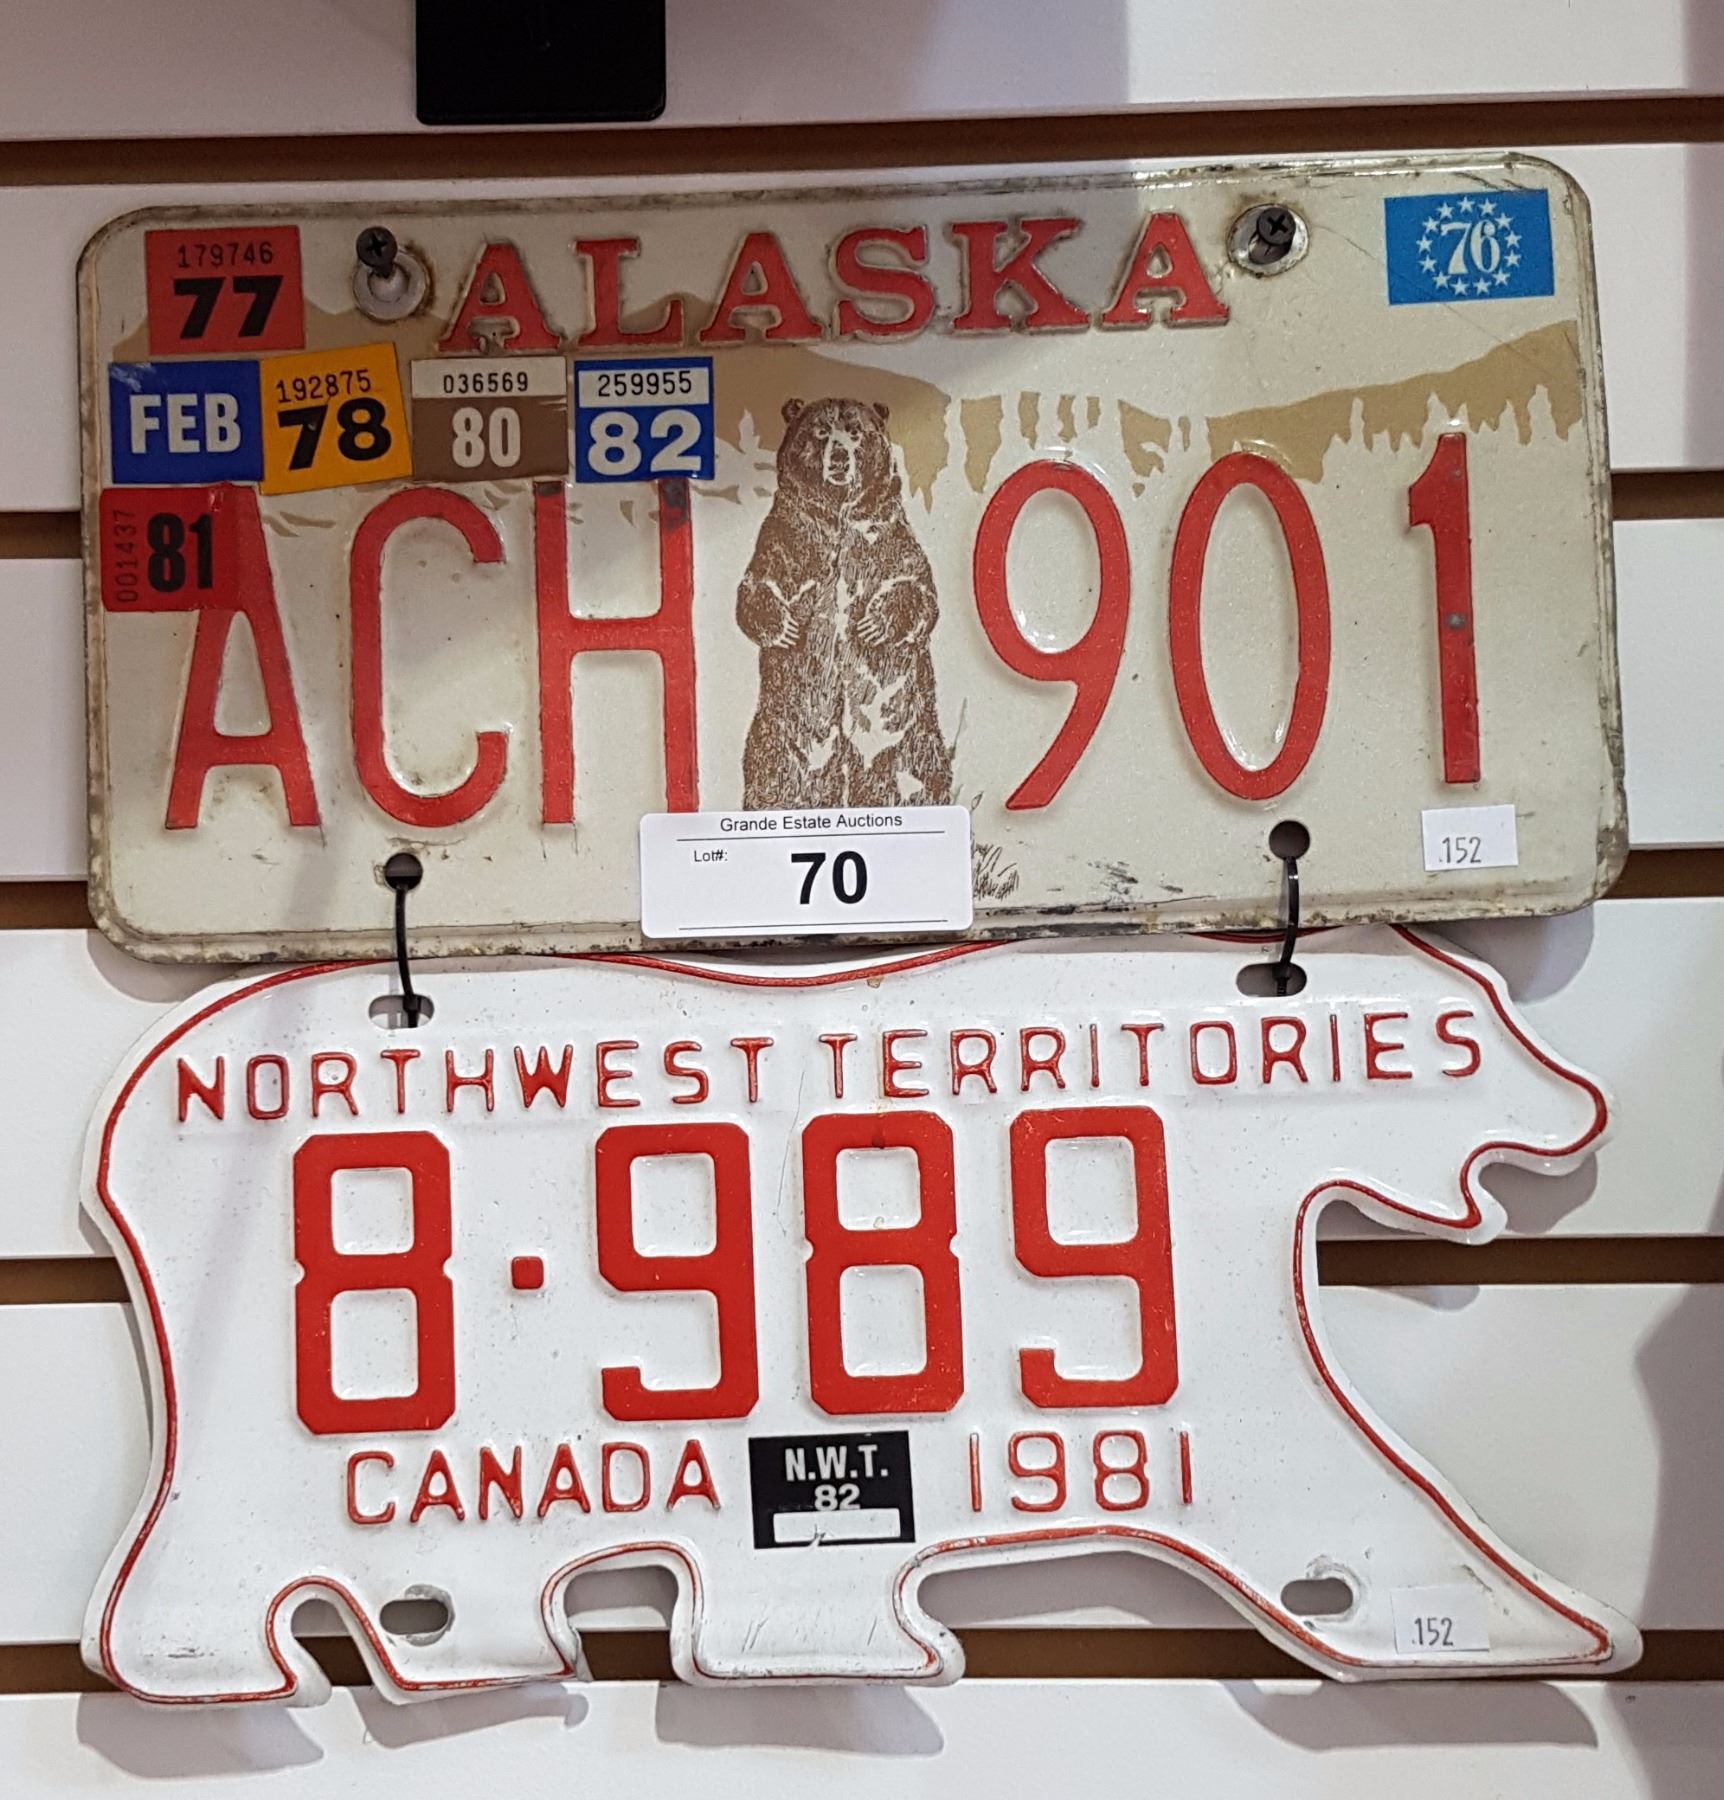 179746
77
ALASKA
76
FEB
192875
78
036569
80
259955
82
001437
81
ACH 901
Grande Estate Auctions
Lot#:
70
152
NORTHWEST TERRITORIES
8·989
CANADA
N.W.T.
82
1981
152